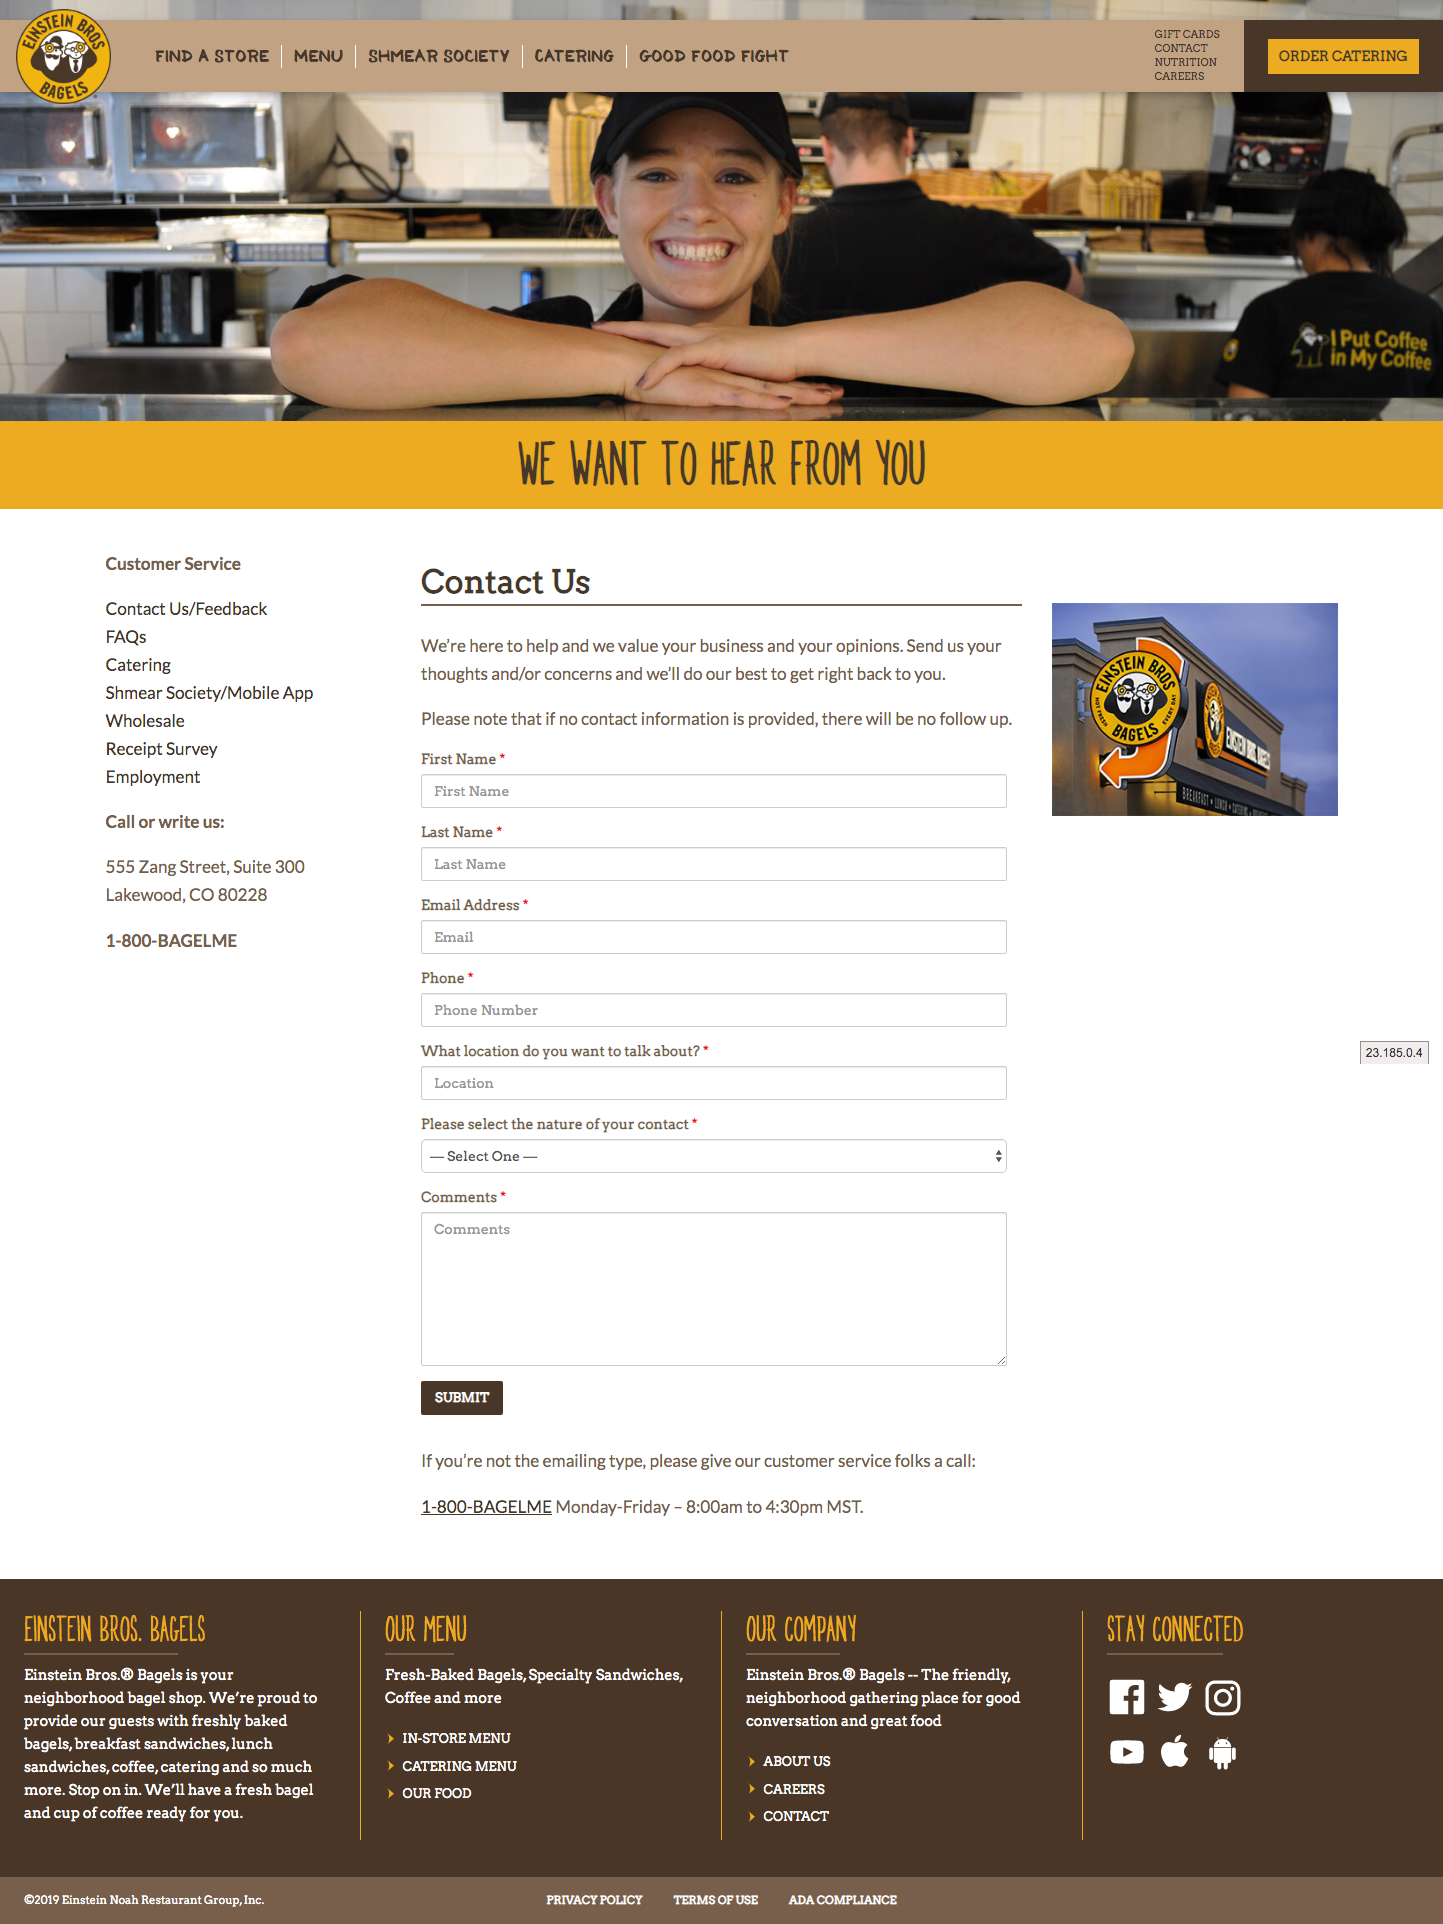 EINSTEIN BROS
BAGELS
FIND A STORE
MENU
SHMEAR SOCIETY
CATERING
GOOD FOOD FIGHT
GIFT CARDS
CONTACT
NUTRITION
CAREERS
ORDER CATERING
I Put Coffee
in My Coffee
WE WANT TO HEAR FROM YOU
Customer Service
Contact Us/Feedback
FAQs
Catering
Shmear Society/Mobile App
Wholesale
Receipt Survey
Employment
Call or write us:
555 Zang Street, Suite 300
Lakewood, CO 80228
1-800-BAGELME
Contact Us
We're here to help and we value your business and your opinions. Send us your
thoughts and/or concerns and we'll do our best to get right back to you.
Please note that if no contact information is provided, there will be no follow up.
First Name *
First Name
Last Name *
Last Name
Email Address *
Email
Phone *
Phone Number
What location do you want to talk about? *
Location
Please select the nature of your contact *
— Select One —
Comments *
Comments
SUBMIT
If you're not the emailing type, please give our customer service folks a call:
1-800-BAGELME Monday-Friday – 8:00am to 4:30pm MST.
EINSTEIN BROS
HOT FRESH
EVERY DAY
BAGELS
EINSTEIN BROS BAGELS
BREAKFAST • LUNCH • CATERING
23.185.0.4
EINSTEIN BROS. BAGELS
Einstein Bros.® Bagels is your
neighborhood bagel shop. We're proud to
provide our guests with freshly baked
bagels, breakfast sandwiches, lunch
sandwiches, coffee, catering and so much
more. Stop on in. We'll have a fresh bagel
and cup of coffee ready for you.
OUR MENU
Fresh-Baked Bagels, Specialty Sandwiches,
Coffee and more
IN-STORE MENU
CATERING MENU
OUR FOOD
OUR COMPANY
Einstein Bros.® Bagels -- The friendly,
neighborhood gathering place for good
conversation and great food
ABOUT US
CAREERS
CONTACT
STAY CONNECTED
©2019 Einstein Noah Restaurant Group, Inc.
PRIVACY POLICY
TERMS OF USE
ADA COMPLIANCE